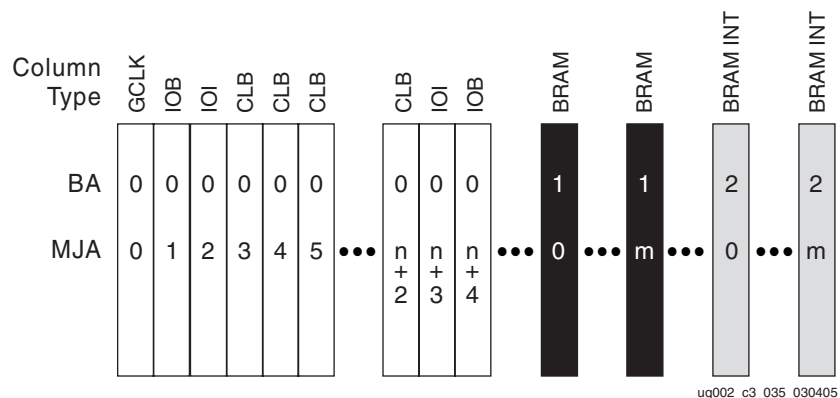 Column Type GCLK IOB IOI CLB CLB CLB CLB IOI IOB BRAM BRAM BRAM INT BRAM INT
BA 0 0 0 0 0 0 0 0 0 1 1 2 2
MJA 0 1 2 3 4 5 ••• n+2 n+3 n+4 ••• 0 ••• m ••• 0 ••• m
ug002_c3_035_030405